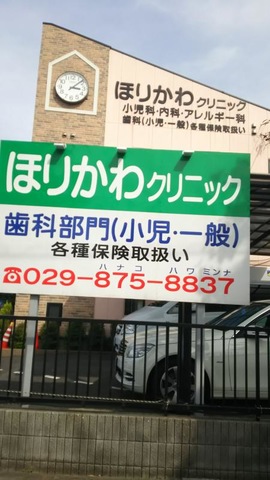 ほりかわクリニック
小児科・内科・アレルギー科
歯科(小児・一般)各種保険取扱い
ほりかわクリニック
歯科部門(小児・一般)
各種保険取扱い
ハナコ ハワミンナ
☎029-875-8837